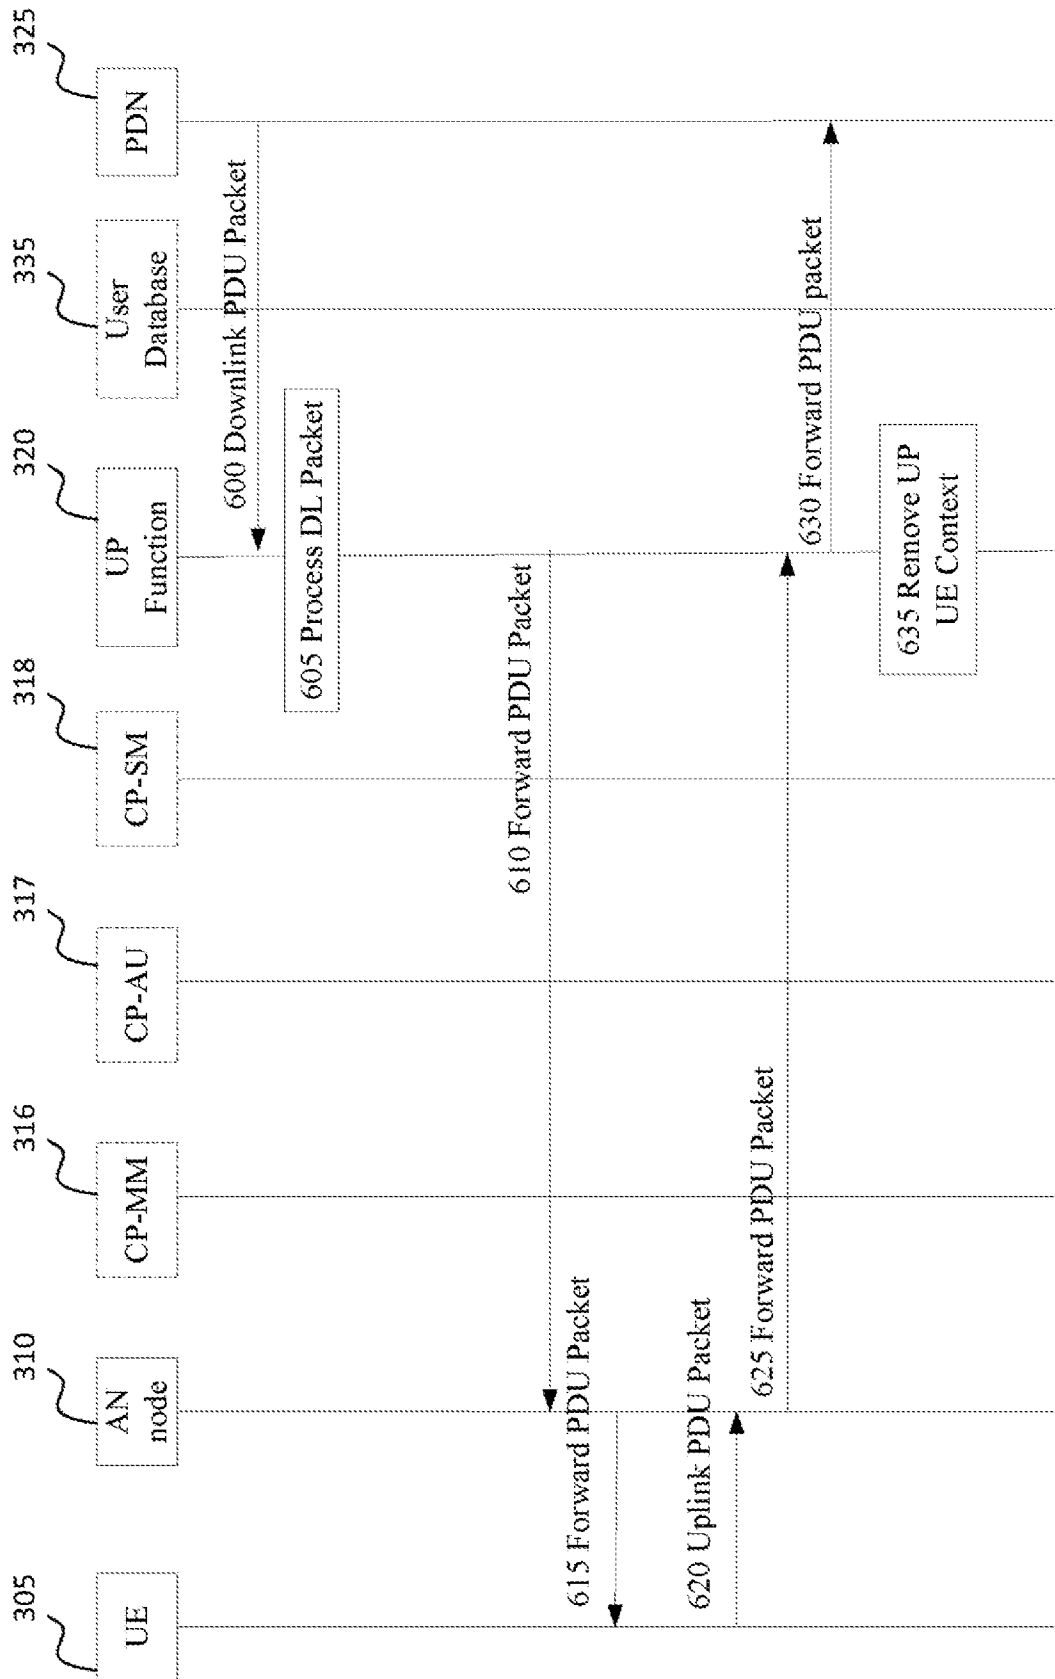 305
310
316
317
318
320
335
325
UE
AN
node
CP-MM
CP-AU
CP-SM
UP
Function
User
Database
PDN
600 Downlink PDU Packet
605 Process DL Packet
610 Forward PDU Packet
615 Forward PDU Packet
620 Uplink PDU Packet
625 Forward PDU Packet
630 Forward PDU packet
635 Remove UP
UE Context